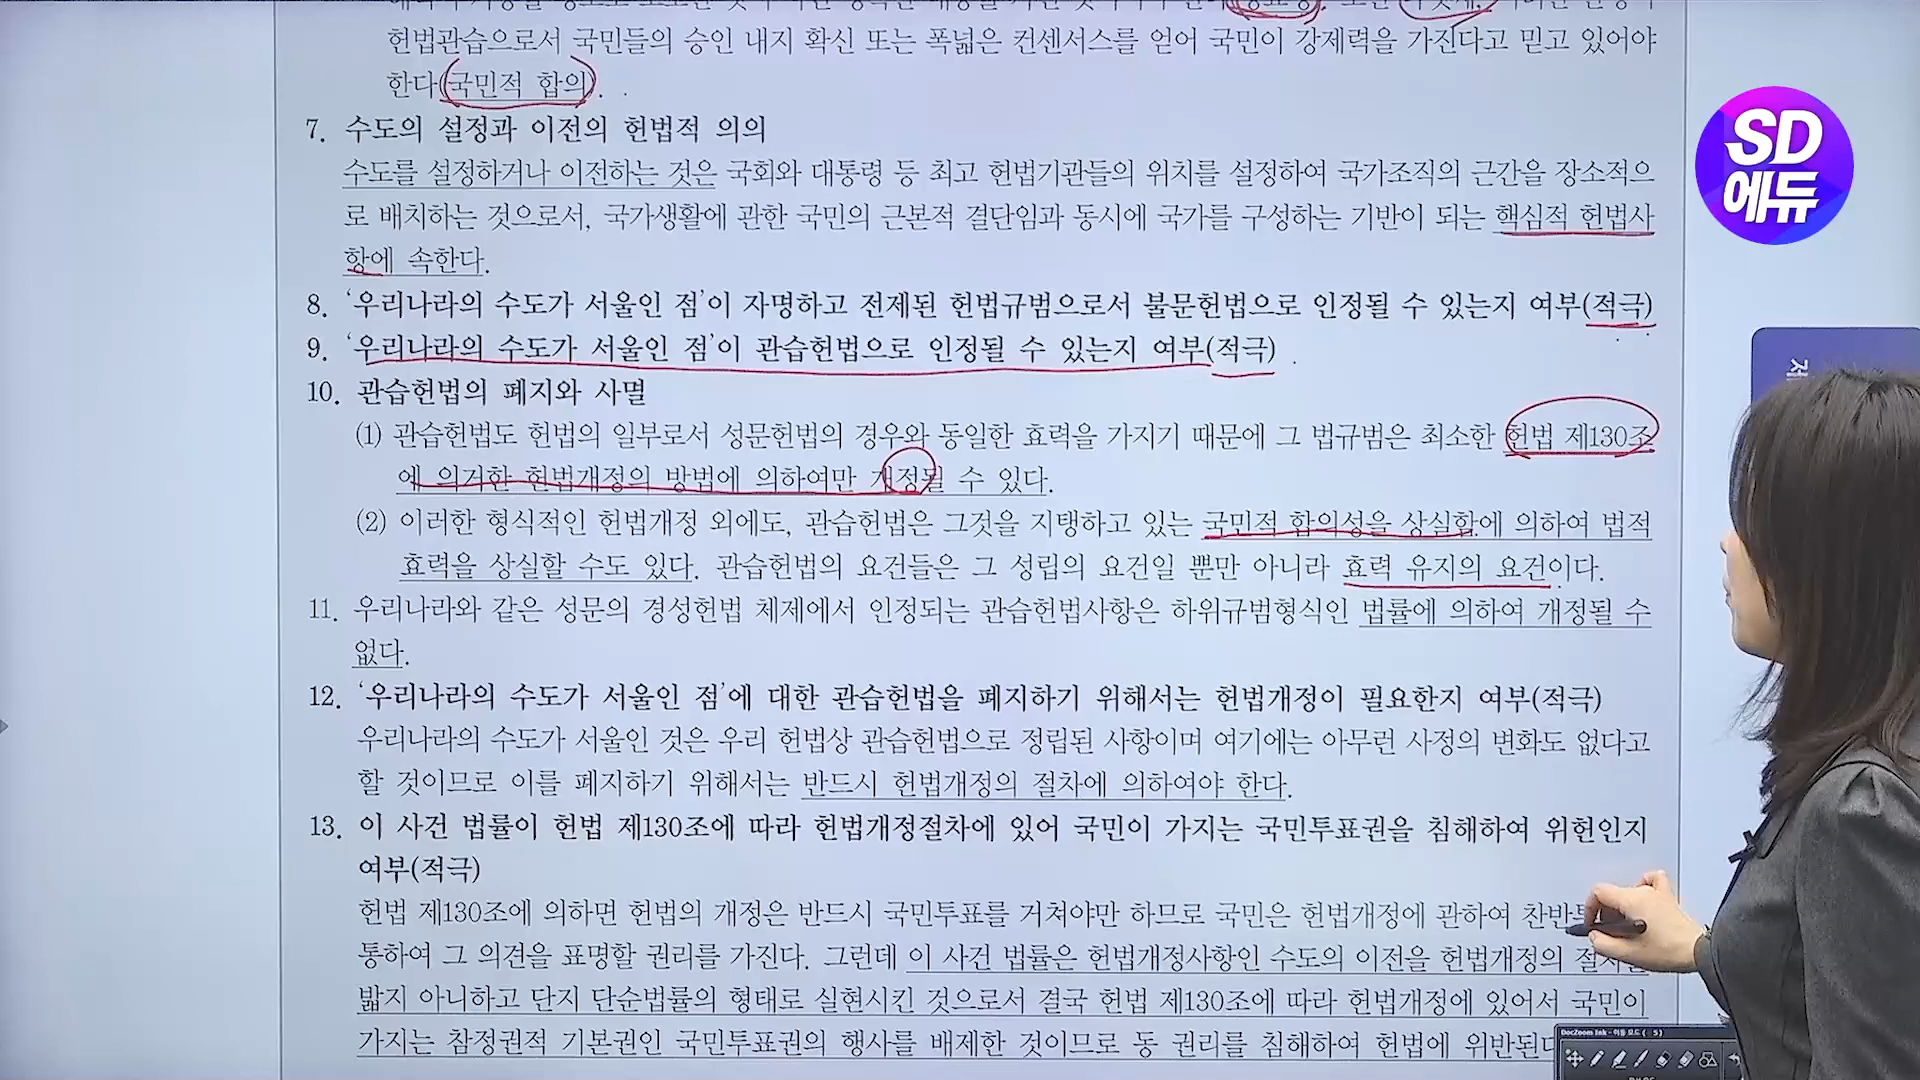 헌법관습으로서 국민들의 승인 내지 확신 또는 폭넓은 컨센서스를 얻어 국민이 강제력을 가진다고 믿고 있어야
한다(국민적 합의).
7. 수도의 설정과 이전의 헌법적 의의
수도를 설정하거나 이전하는 것은 국회와 대통령 등 최고 헌법기관들의 위치를 설정하여 국가조직의 근간을 장소적으
로 배치하는 것으로서, 국가생활에 관한 국민의 근본적 결단임과 동시에 국가를 구성하는 기반이 되는 핵심적 헌법사
항에 속한다.
8. ‘우리나라의 수도가 서울인 점’이 자명하고 전제된 헌법규범으로서 불문헌법으로 인정될 수 있는지 여부(적극)
9. ‘우리나라의 수도가 서울인 점’이 관습헌법으로 인정될 수 있는지 여부(적극)
10. 관습헌법의 폐지와 사멸
(1) 관습헌법도 헌법의 일부로서 성문헌법의 경우와 동일한 효력을 가지기 때문에 그 법규범은 최소한 헌법 제130조
에 의거한 헌법개정의 방법에 의하여만 개정될 수 있다.
(2) 이러한 형식적인 헌법개정 외에도, 관습헌법은 그것을 지탱하고 있는 국민적 합의성을 상실함에 의하여 법적
효력을 상실할 수도 있다. 관습헌법의 요건들은 그 성립의 요건일 뿐만 아니라 효력 유지의 요건이다.
11. 우리나라와 같은 성문의 경성헌법 체제에서 인정되는 관습헌법사항은 하위규범형식인 법률에 의하여 개정될 수
없다.
12. ‘우리나라의 수도가 서울인 점’에 대한 관습헌법을 폐지하기 위해서는 헌법개정이 필요한지 여부(적극)
우리나라의 수도가 서울인 것은 우리 헌법상 관습헌법으로 정립된 사항이며 여기에는 아무런 사정의 변화도 없다고
할 것이므로 이를 폐지하기 위해서는 반드시 헌법개정의 절차에 의하여야 한다.
13. 이 사건 법률이 헌법 제130조에 따라 헌법개정절차에 있어 국민이 가지는 국민투표권을 침해하여 위헌인지
여부(적극)
헌법 제130조에 의하면 헌법의 개정은 반드시 국민투표를 거쳐야만 하므로 국민은 헌법개정에 관하여
통하여 그 의견을 표명할 권리를 가진다. 그런데 이 사건 법률은 헌법개정사항인 수도의 이전을 헌법개정의
밟지 아니하고 단지 단순법률의 형태로 실현시킨 것으로서 결국 헌법 제130조에 따라 헌법개정에 있어서 국민이
가지는 참정권적 기본권인 국민투표권의 행사를 배제한 것이므로 동 권리를 침해하여 헌법에
SD
에듀
DocZoom Ink